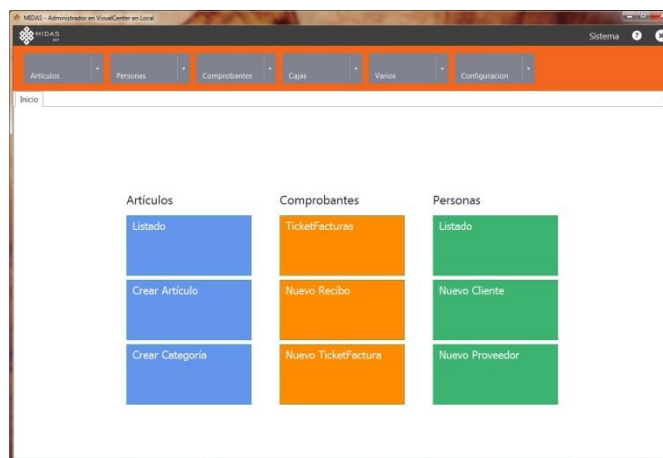 MIDAS - Administrador en VisualCenter en Local
MIDAS
Sistema
Artículos
Personas
Comprobantes
Cajas
Varios
Configuracion
Inicio
Artículos
Comprobantes
Personas
Listado
TicketFacturas
Listado
Crear Artículo
Nuevo Recibo
Nuevo Cliente
Crear Categoría
Nuevo TicketFactura
Nuevo Proveedor